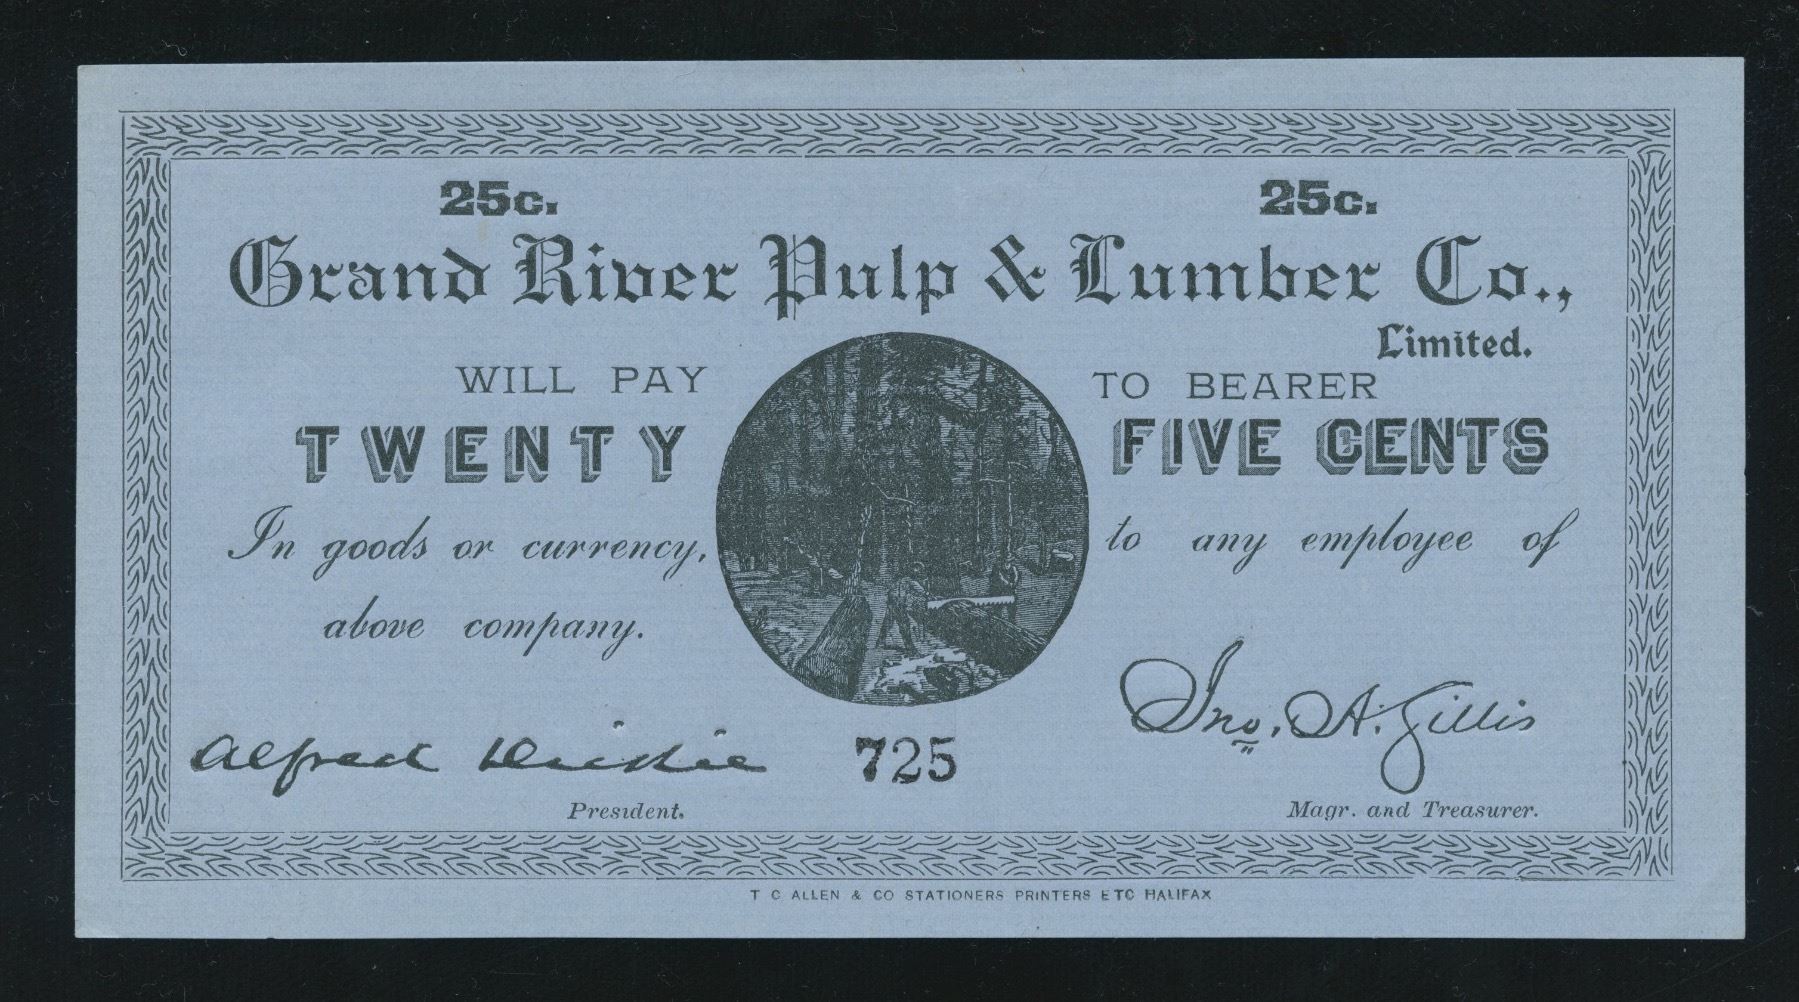 25c. 25c.
Grand River Pulp & Lumber Co.,
Limited.
WILL PAY TO BEARER
TWENTY FIVE CENTS
In goods or currency, to any employee of
above company.
Alfred Dickie 725 Jno. A. Gillis
President. Magr. and Treasurer.
T C ALLEN & CO STATIONERS PRINTERS ETC HALIFAX